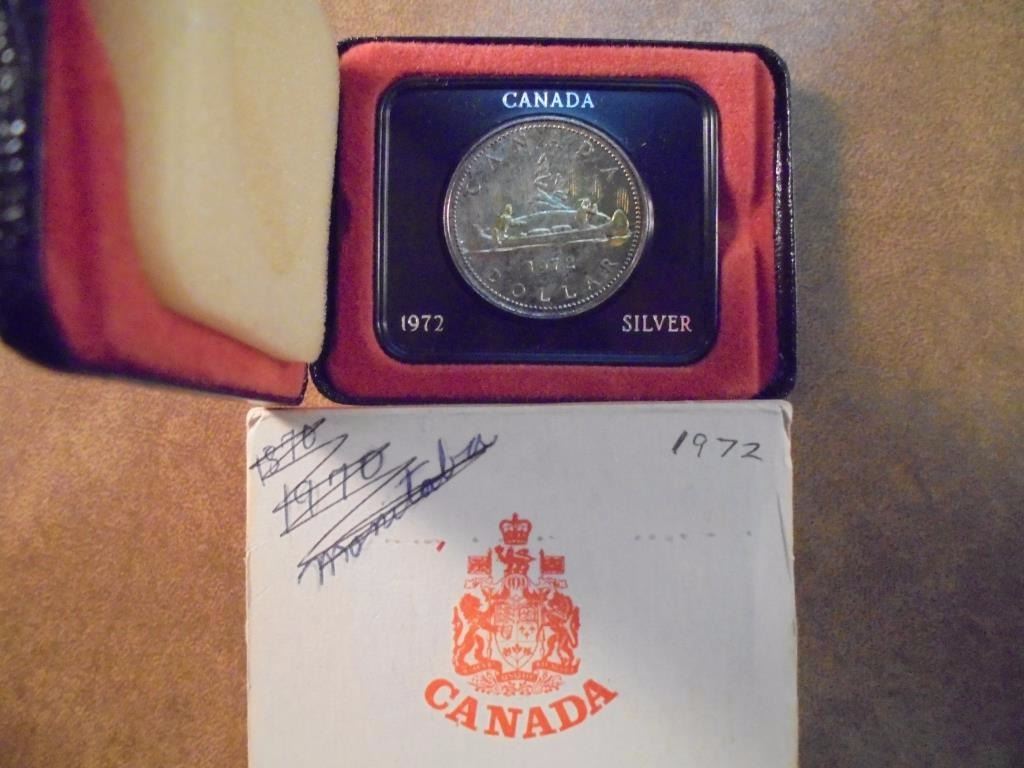 CANADA
CANADA
1972
DOLLAR
1972 SILVER
1870
1970
Manitoba
1972
CANADA